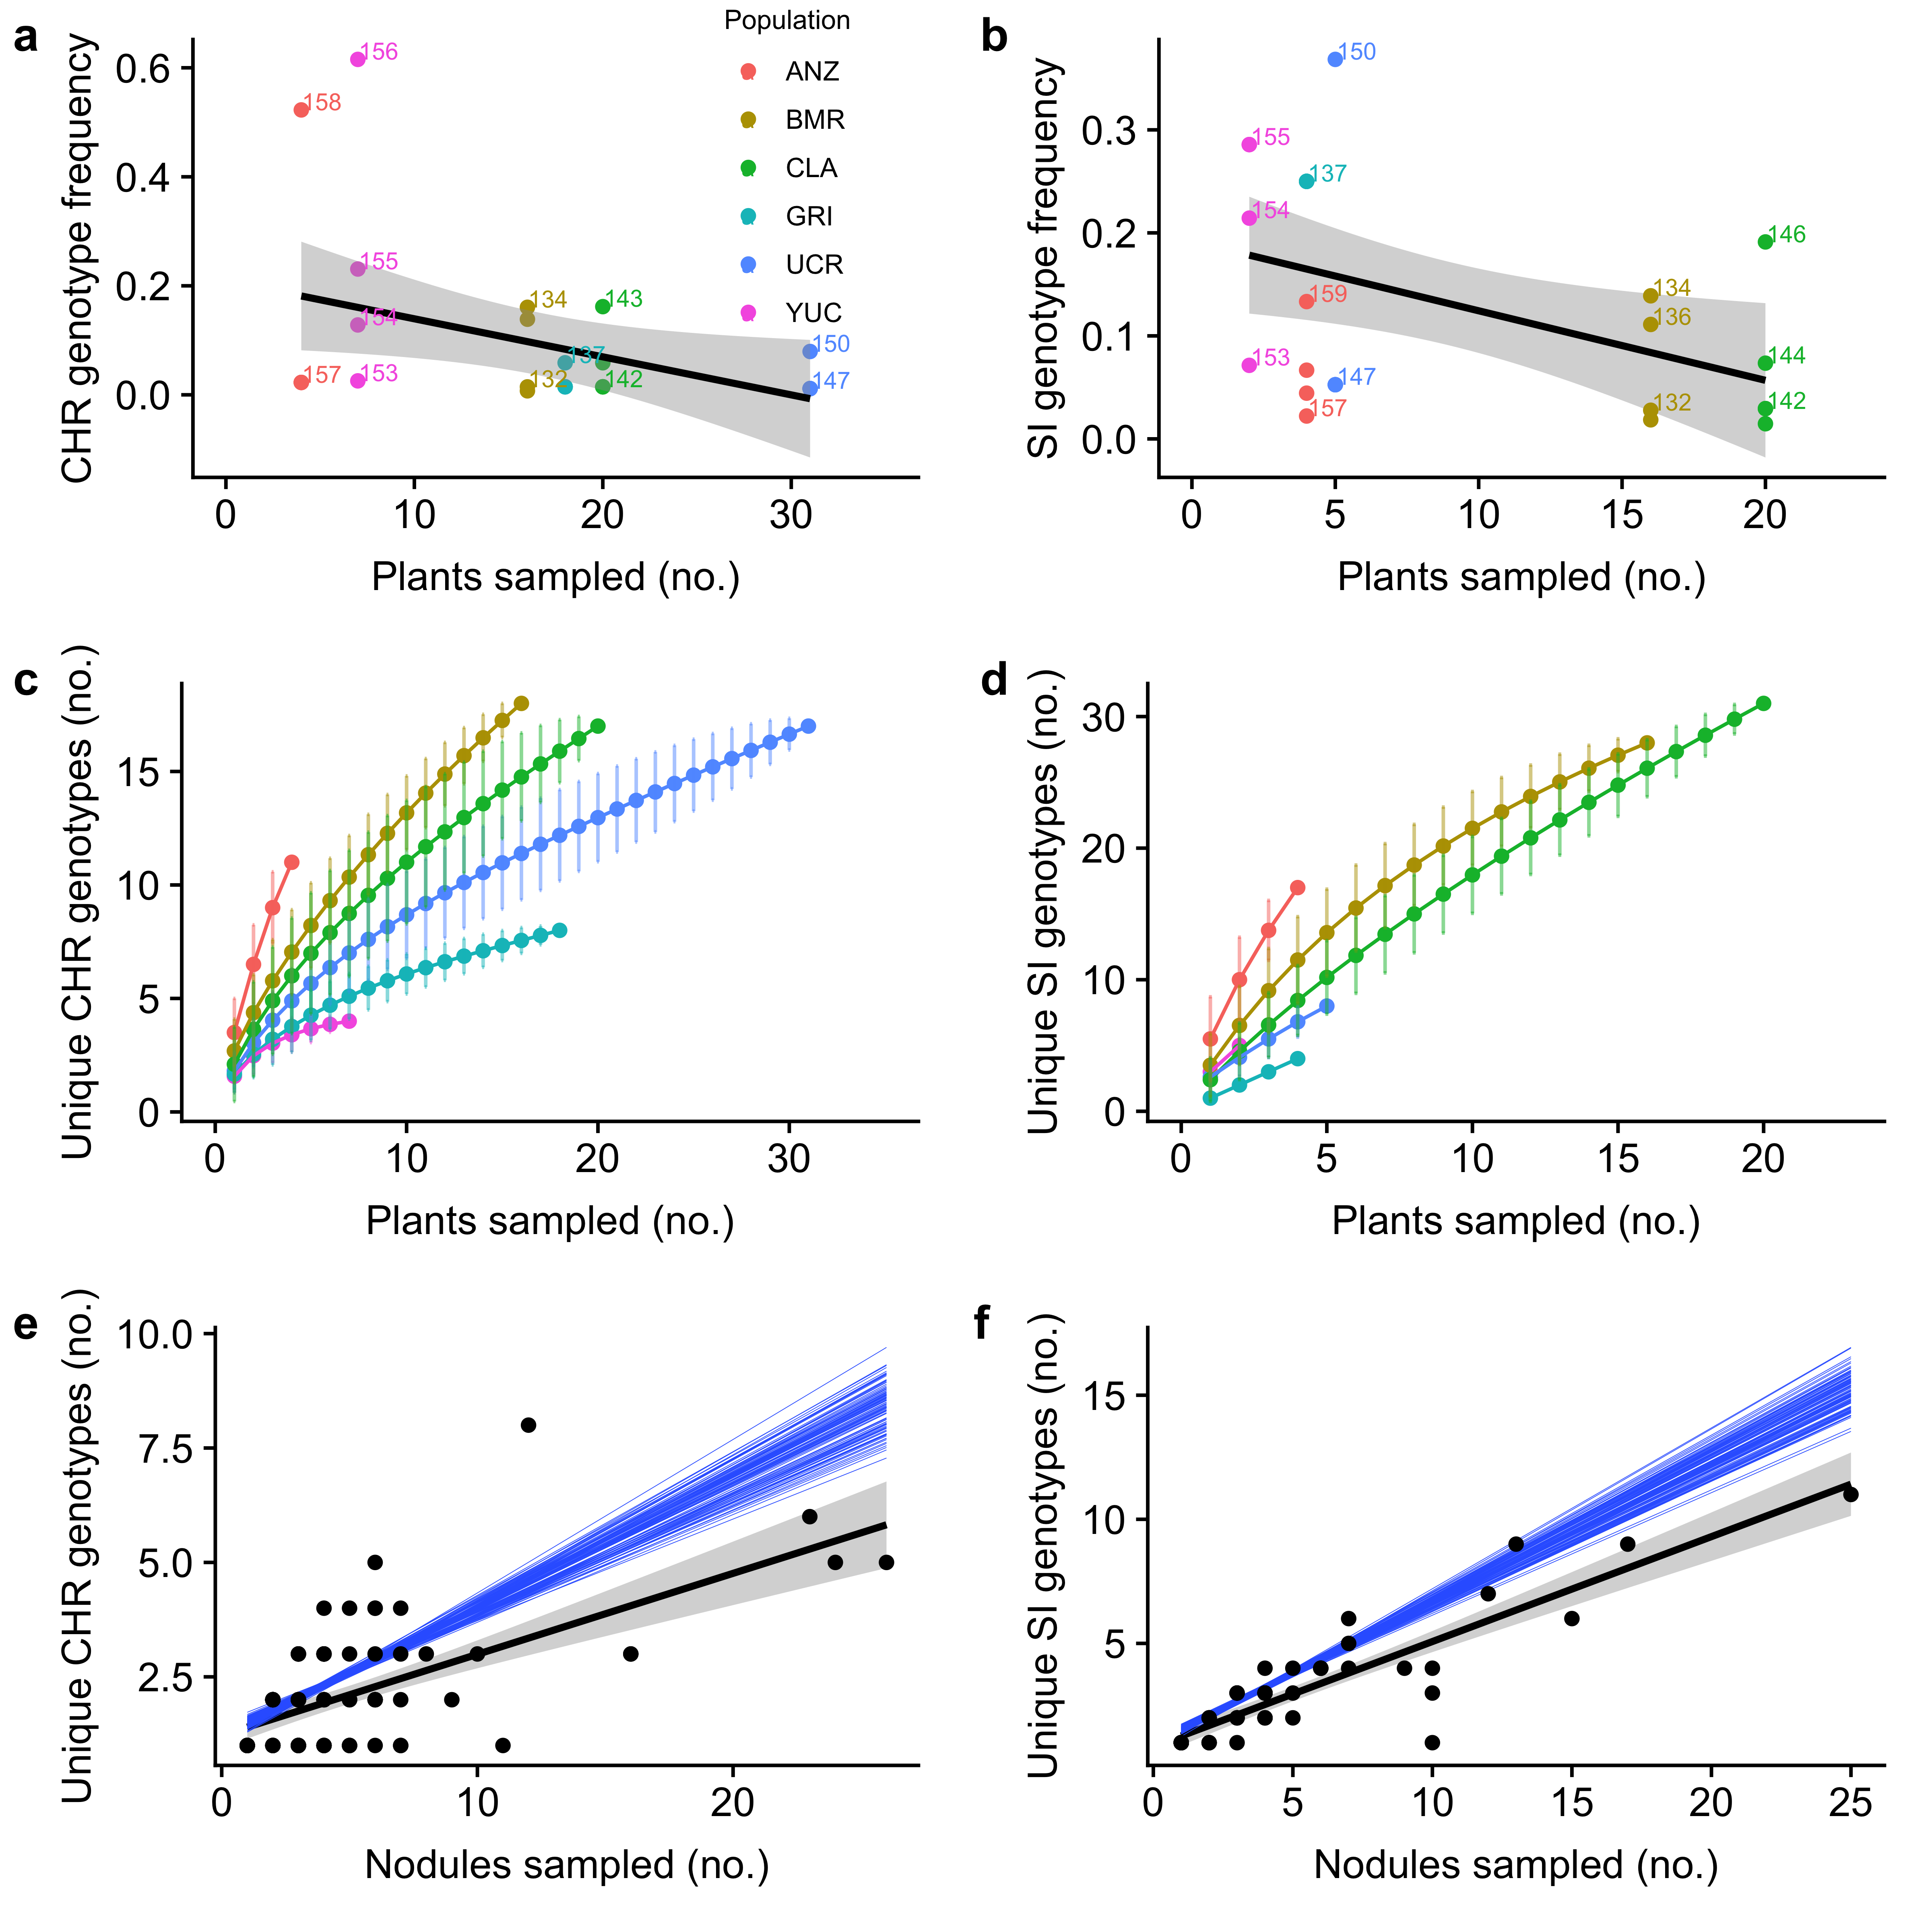 a
CHR genotype frequency
0.6
0.4
0.2
0.0
156
158
155
154
157
153
134
132
137
143
142
150
147
Population
ANZ
BMR
CLA
GRI
UCR
YUC
0 10 20 30
Plants sampled (no.)
b
SI genotype frequency
0.3
0.2
0.1
0.0
150
155
137
154
159
153
147
157
146
134
136
144
132
142
0 5 10 15 20
Plants sampled (no.)
c
Unique CHR genotypes (no.)
15
10
5
0
0 10 20 30
Plants sampled (no.)
d
Unique SI genotypes (no.)
30
20
10
0
0 5 10 15 20
Plants sampled (no.)
e
Unique CHR genotypes (no.)
10.0
7.5
5.0
2.5
0 10 20
Nodules sampled (no.)
f
Unique SI genotypes (no.)
15
10
5
0 5 10 15 20 25
Nodules sampled (no.)